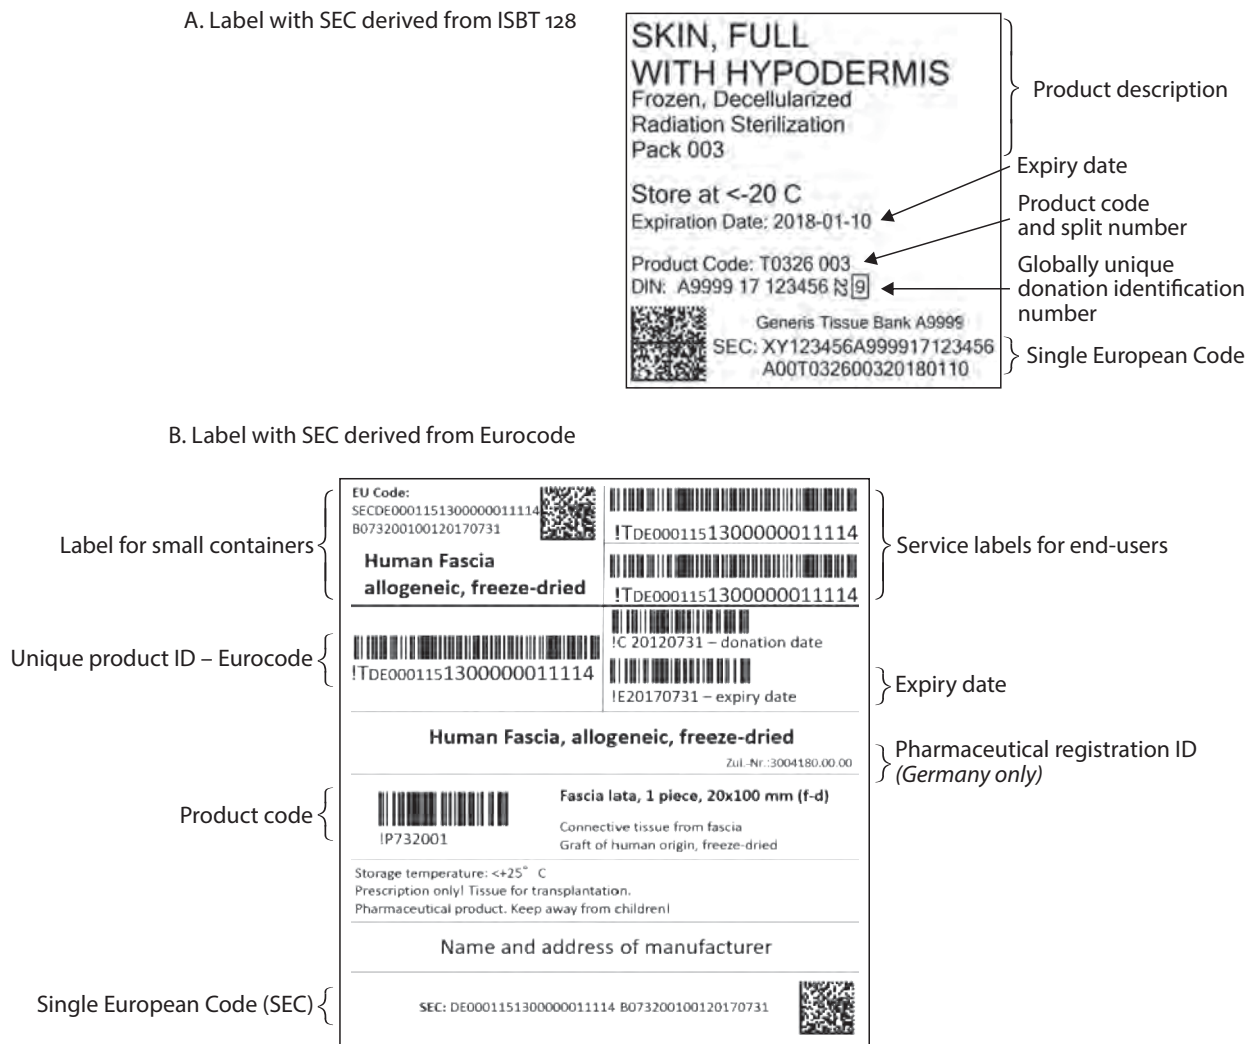 A. Label with SEC derived from ISBT 128
SKIN, FULL
WITH HYPODERMIS
Frozen, Decellularized
Radiation Sterilization
Pack 003
Product description
Store at <-20 C
Expiration Date: 2018-01-10
Expiry date
Product Code: T0326 003
Product code
and split number
DIN: A9999 17 123456 22 9
Globally unique
donation identification
number
Generis Tissue Bank A9999
SEC: XY123456A999917123456
A00T032600320180110
Single European Code
B. Label with SEC derived from Eurocode
Label for small containers
EU Code:
SECDE0001151300000011114
B073200100120170731
Human Fascia
allogeneic, freeze-dried
!TDE0001151300000011114
!TDE0001151300000011114
Service labels for end-users
Unique product ID – Eurocode
!TDE0001151300000011114
!C 20120731 – donation date
!E20170731 – expiry date
Expiry date
Human Fascia, allogeneic, freeze-dried
Zul.-Nr.:3004180.00.00
Pharmaceutical registration ID
(Germany only)
Product code
!P732001
Fascia lata, 1 piece, 20x100 mm (f-d)
Connective tissue from fascia
Graft of human origin, freeze-dried
Storage temperature: <+25° C
Prescription only! Tissue for transplantation.
Pharmaceutical product. Keep away from children!
Name and address of manufacturer
Single European Code (SEC)
SEC: DE0001151300000011114 B073200100120170731